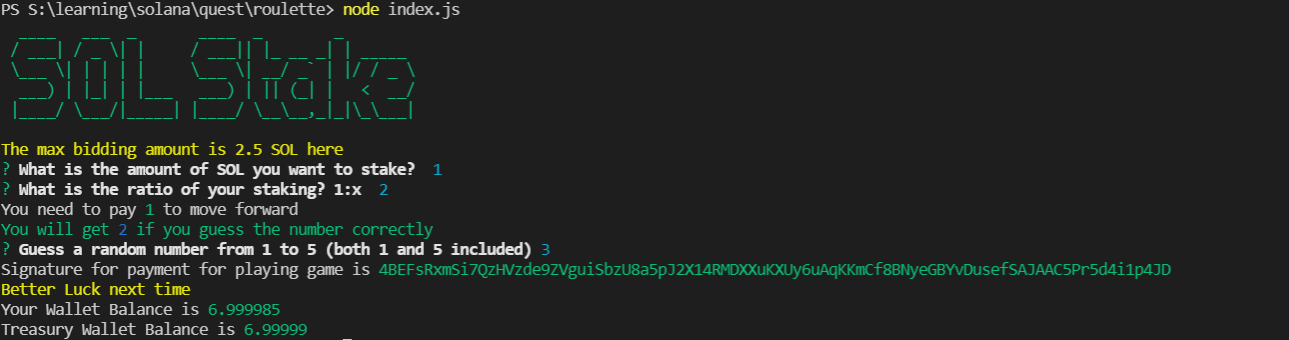 PS S:\learning\solana\quest\roulette> node index.js
SOL Stake
The max bidding amount is 2.5 SOL here
? What is the amount of SOL you want to stake?  1
? What is the ratio of your staking? 1:x  2
You need to pay 1 to move forward
You will get 2 if you guess the number correctly
? Guess a random number from 1 to 5 (both 1 and 5 included) 3
Signature for payment for playing game is 4BEFsRxmSi7QzHVzde9ZVguiSbzU8a5pJ2X14RMDXXuKXUy6uAqKKmCf8BNyeGBYvDusefSAJAAC5Pr5d4i1p4JD
Better Luck next time
Your Wallet Balance is 6.999985
Treasury Wallet Balance is 6.99999